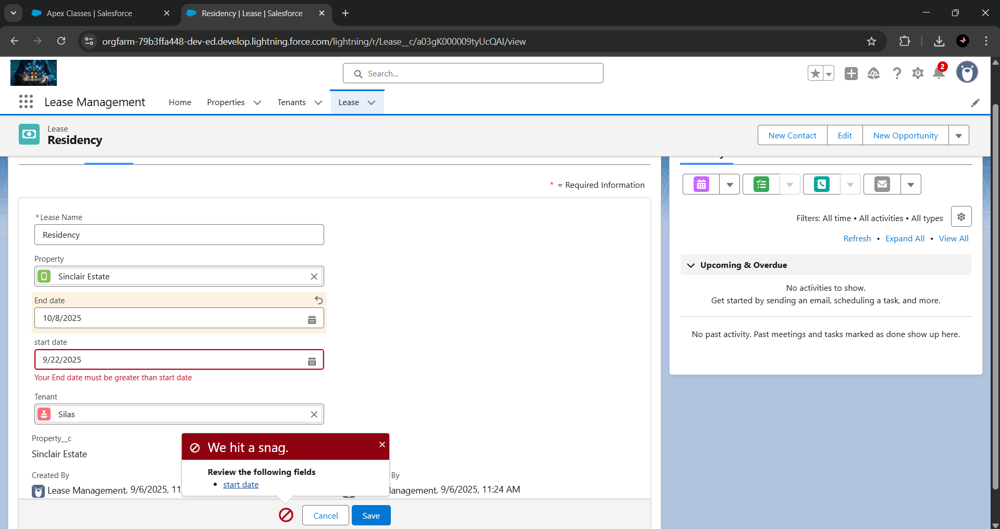 Apex Classes | Salesforce
Residency | Lease | Salesforce
orgfarm-79b3ffa448-dev-ed.develop.lightning.force.com/lightning/r/Lease__c/a03gK000009tyUcQAI/view
Search...
2
Lease Management
Home
Properties
Tenants
Lease
Lease
Residency
New Contact
Edit
New Opportunity
* = Required Information
*Lease Name
Residency
Property
Sinclair Estate
End date
10/8/2025
start date
9/22/2025
Your End date must be greater than start date
Tenant
Silas
Property__c
Sinclair Estate
Created By
Lease Management, 9/6/2025, 11
By
anagement, 9/6/2025, 11:24 AM
We hit a snag.
Review the following fields
• start date
Cancel
Save
Filters: All time • All activities • All types
Refresh • Expand All • View All
Upcoming & Overdue
No activities to show.
Get started by sending an email, scheduling a task, and more.
No past activity. Past meetings and tasks marked as done show up here.